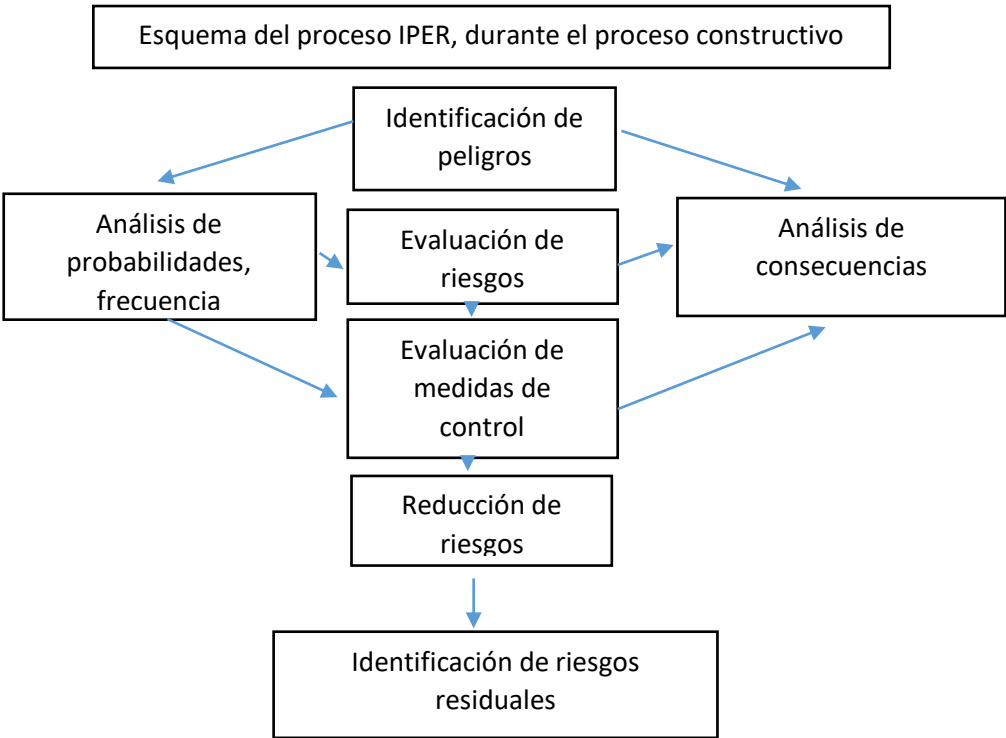 Esquema del proceso IPER, durante el proceso constructivo
Identificación de
peligros
Análisis de
probabilidades,
frecuencia
Evaluación de
riesgos
Análisis de
consecuencias
Evaluación de
medidas de
control
Reducción de
riesgos
Identificación de riesgos
residuales